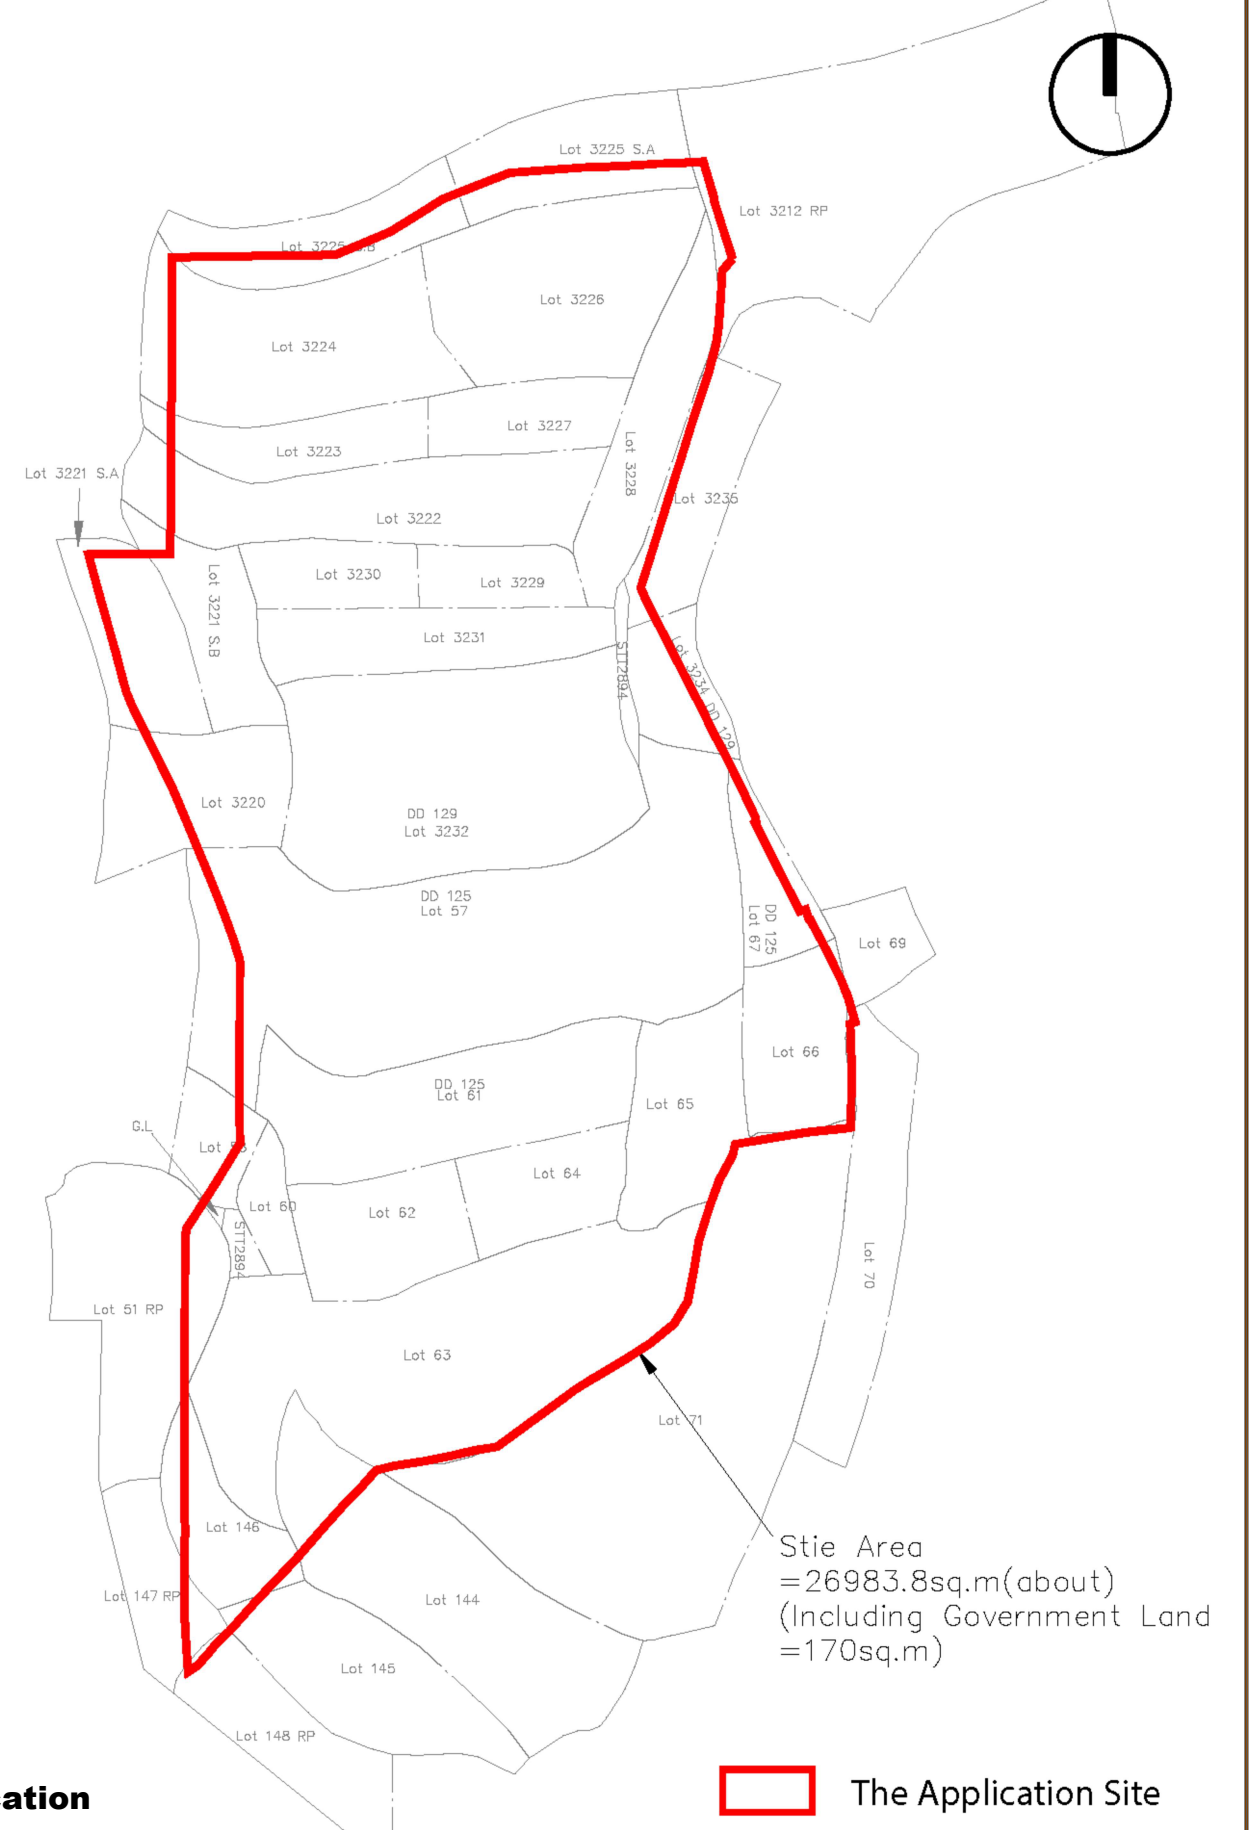 Lot 3225 S.A
Lot 3212 RP
Lot 3225 S.B
Lot 3226
Lot 3224
Lot 3227
Lot 3223
Lot 3228
Lot 3221 S.A
Lot 3235
Lot 3222
Lot 3230
Lot 3229
Lot 3221 S.B
Lot 3231
STT2894
Lot 3234 DD 129
Lot 3220
DD 129
Lot 3232
DD 125
Lot 57
DD 125
Lot 67
Lot 69
Lot 66
DD 125
Lot 61
Lot 65
G.L
Lot 64
Lot 60
Lot 62
STT2894
Lot 70
Lot 51 RP
Lot 63
Lot 71
Lot 146
Stie Area
=26983.8sq.m(about)
(Including Government Land
=170sq.m)
Lot 147 RP
Lot 144
Lot 145
Lot 148 RP
ation
The Application Site